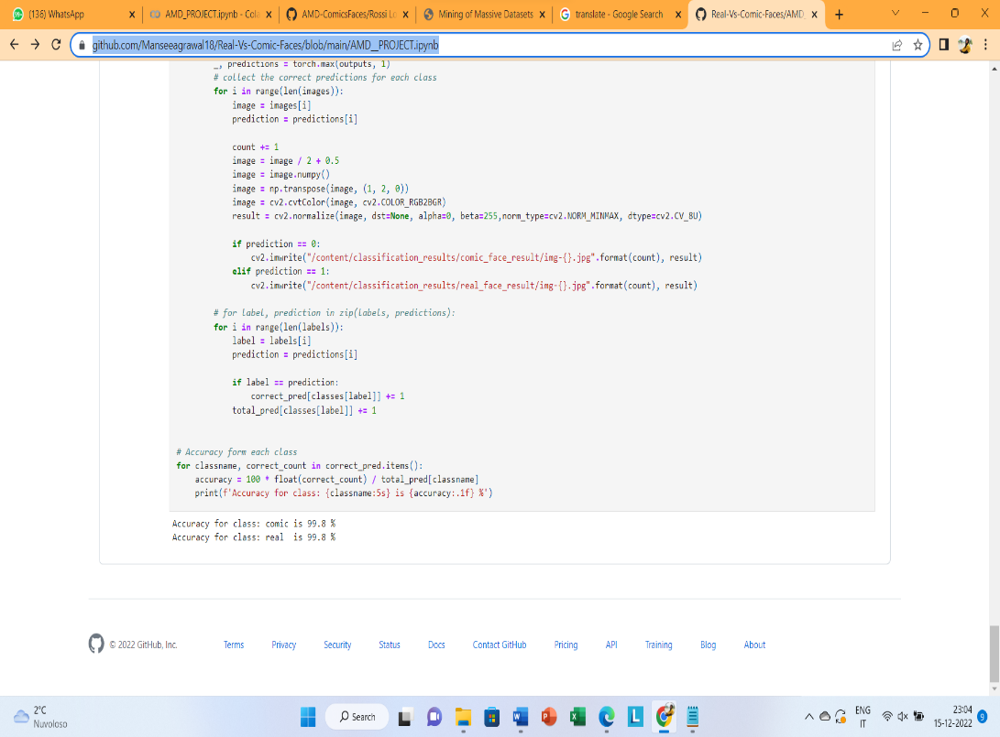 (136) WhatsApp
AMD_PROJECT.ipynb - Cola
AMD-ComicsFaces/Rossi Lo
Mining of Massive Datasets
translate - Google Search
Real-Vs-Comic-Faces/AMD_
github.com/Manseeagrawal18/Real-Vs-Comic-Faces/blob/main/AMD__PROJECT.ipynb
_, predictions = torch.max(outputs, 1)
# collect the correct predictions for each class
for i in range(len(images)):
image = images[i]
prediction = predictions[i]
count += 1
image = image / 2 + 0.5
image = image.numpy()
image = np.transpose(image, (1, 2, 0))
image = cv2.cvtColor(image, cv2.COLOR_RGB2BGR)
result = cv2.normalize(image, dst=None, alpha=0, beta=255,norm_type=cv2.NORM_MINMAX, dtype=cv2.CV_8U)
if prediction == 0:
cv2.imwrite("/content/classification_results/comic_face_result/img-{}.jpg".format(count), result)
elif prediction == 1:
cv2.imwrite("/content/classification_results/real_face_result/img-{}.jpg".format(count), result)
# for label, prediction in zip(labels, predictions):
for i in range(len(labels)):
label = labels[i]
prediction = predictions[i]
if label == prediction:
correct_pred[classes[label]] += 1
total_pred[classes[label]] += 1
# Accuracy form each class
for classname, correct_count in correct_pred.items():
accuracy = 100 * float(correct_count) / total_pred[classname]
print(f'Accuracy for class: {classname:5s} is {accuracy:.1f} %')
Accuracy for class: comic is 99.8 %
Accuracy for class: real  is 99.8 %
© 2022 GitHub, Inc.
Terms
Privacy
Security
Status
Docs
Contact GitHub
Pricing
API
Training
Blog
About
2°C
Nuvoloso
Search
ENG
IT
23:04
15-12-2022
9